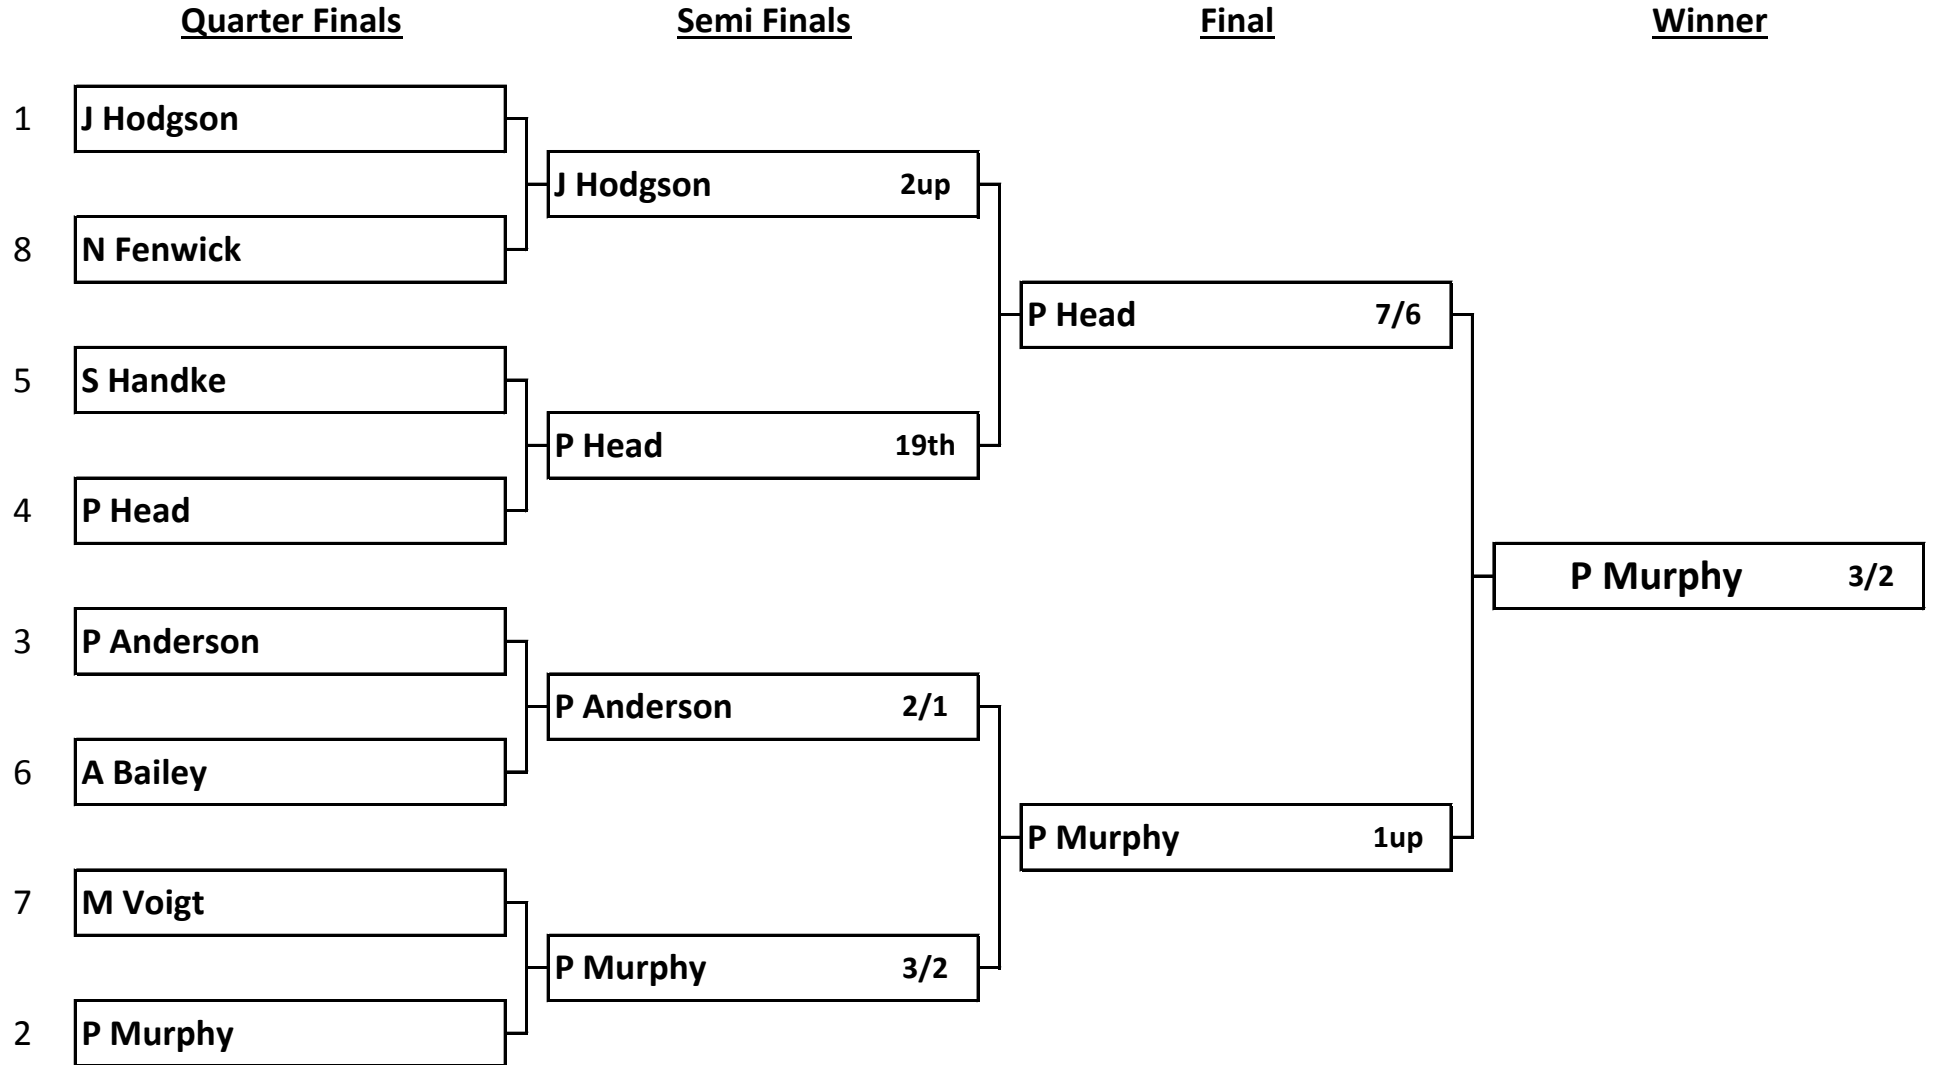 Quarter Finals Semi Finals Final Winner
1 J Hodgson
J Hodgson 2up
8 N Fenwick
P Head 7/6
5 S Handke
P Head 19th
4 P Head
P Murphy 3/2
3 P Anderson
P Anderson 2/1
6 A Bailey
P Murphy 1up
7 M Voigt
P Murphy 3/2
2 P Murphy